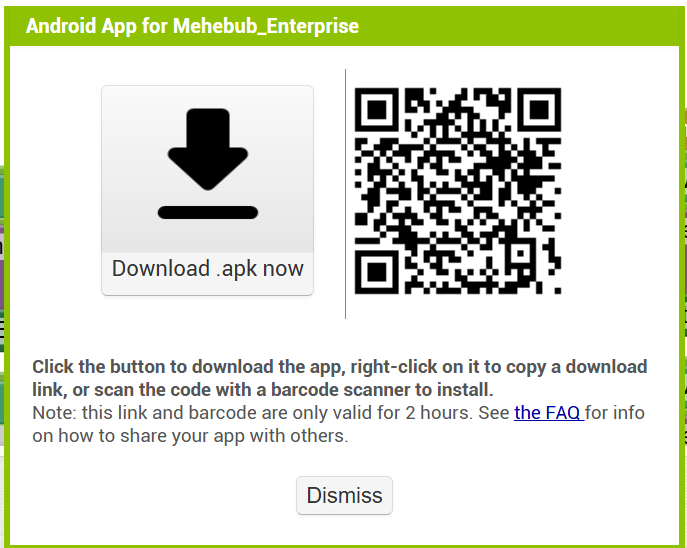 Android App for Mehebub_Enterprise
Download .apk now
Click the button to download the app, right-click on it to copy a download
link, or scan the code with a barcode scanner to install.
Note: this link and barcode are only valid for 2 hours. See the FAQ for info
on how to share your app with others.
Dismiss